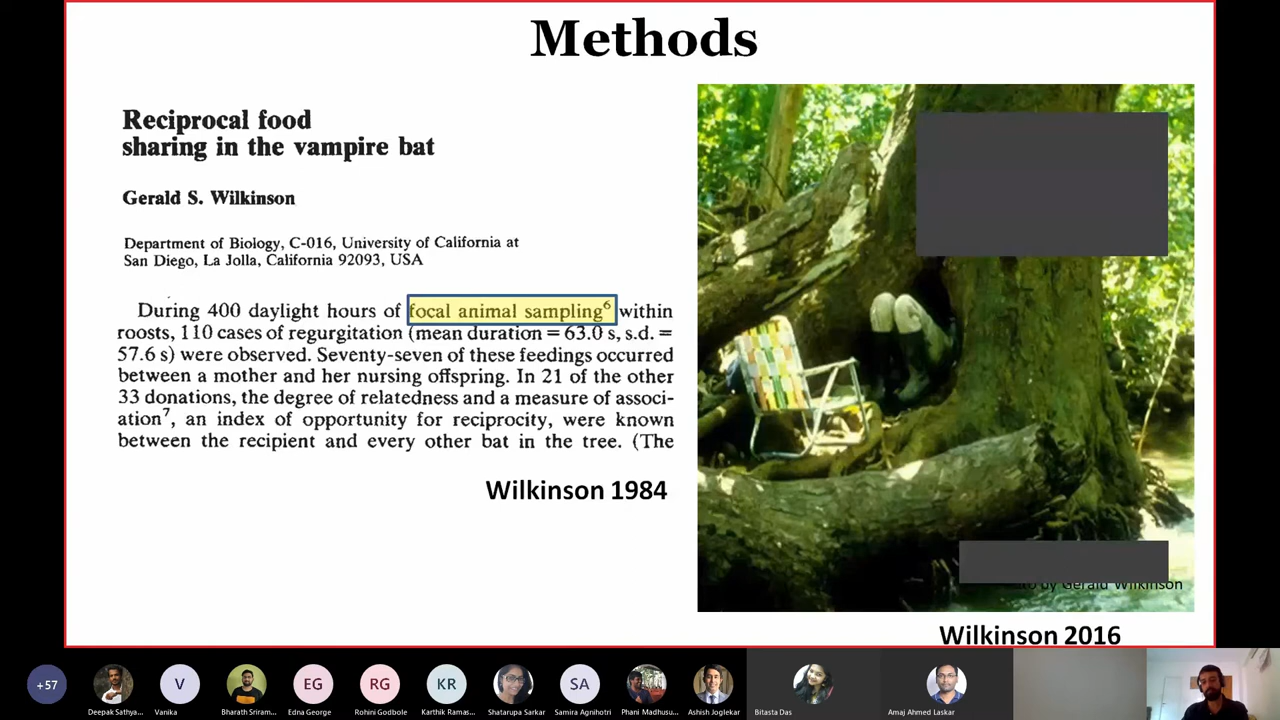 Methods
Reciprocal food
sharing in the vampire bat
Gerald S. Wilkinson
Department of Biology, C-016, University of California at
San Diego, La Jolla, California 92093, USA
During 400 daylight hours of focal animal sampling⁶ within
roosts, 110 cases of regurgitation (mean duration = 63.0 s, s.d. =
57.6 s) were observed. Seventy-seven of these feedings occurred
between a mother and her nursing offspring. In 21 of the other
33 donations, the degree of relatedness and a measure of associ-
ation⁷, an index of opportunity for reciprocity, were known
between the recipient and every other bat in the tree. (The
Wilkinson 1984
by Gerald Wilkinson
Wilkinson 2016
+57
V
EG
RG
KR
SA
Deepak Sathya...
Vanika
Bharath Sriram...
Edna George
Rohini Godbole
Karthik Ramas...
Shatarupa Sarkar
Samira Agnihotri
Phani Madhusu...
Ashish Joglekar
Bitasta Das
Amaj Ahmed Laskar